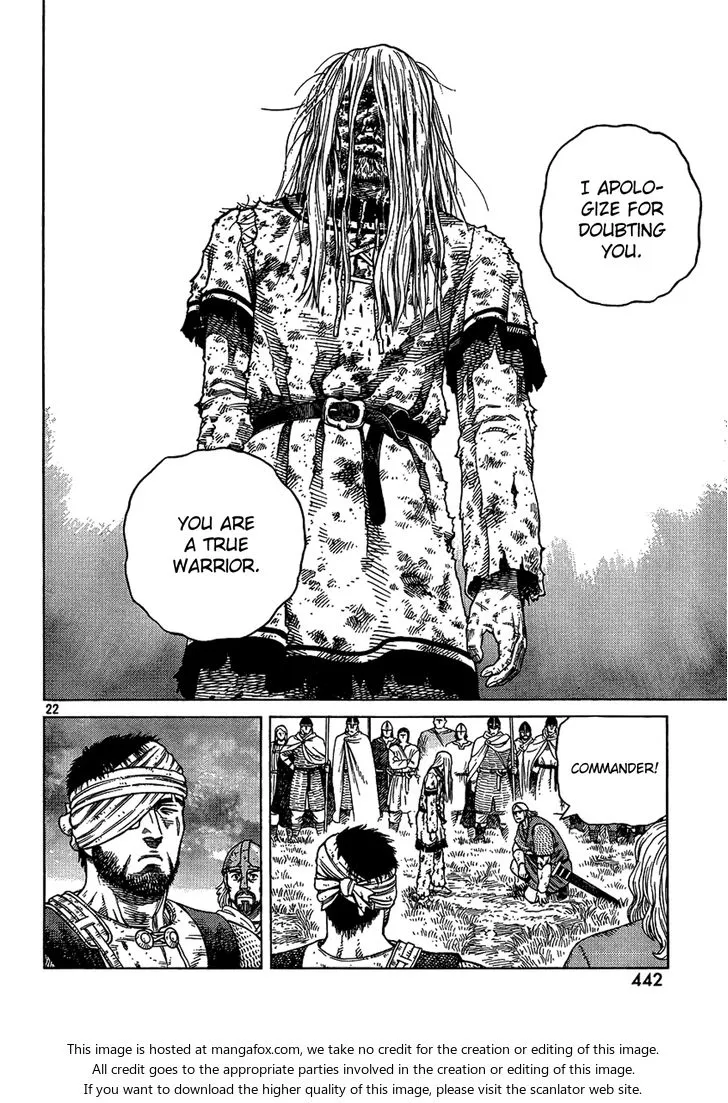 I APOLO-
GIZE FOR
DOUBTING
YOU.
YOU ARE
A TRUE
WARRIOR.
22
COMMANDER!
442
This image is hosted at mangafox.com, we take no credit for the creation or editing of this image.
All credit goes to the appropriate parties involved in the creation or editing of this image.
If you want to download the higher quality of this image, please visit the scanlator web site.